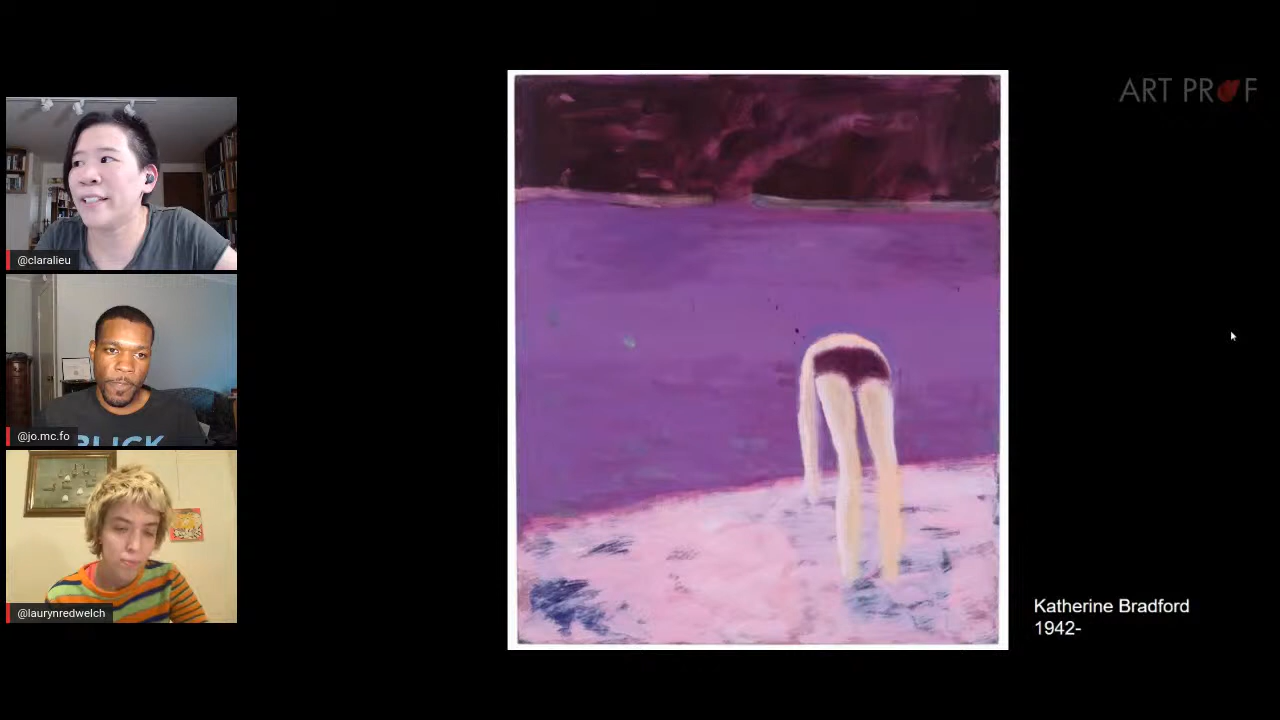 ART PROF
@claralieu
BLICK
@jo.mc.fo
@laurynredwelch
Katherine Bradford
1942-